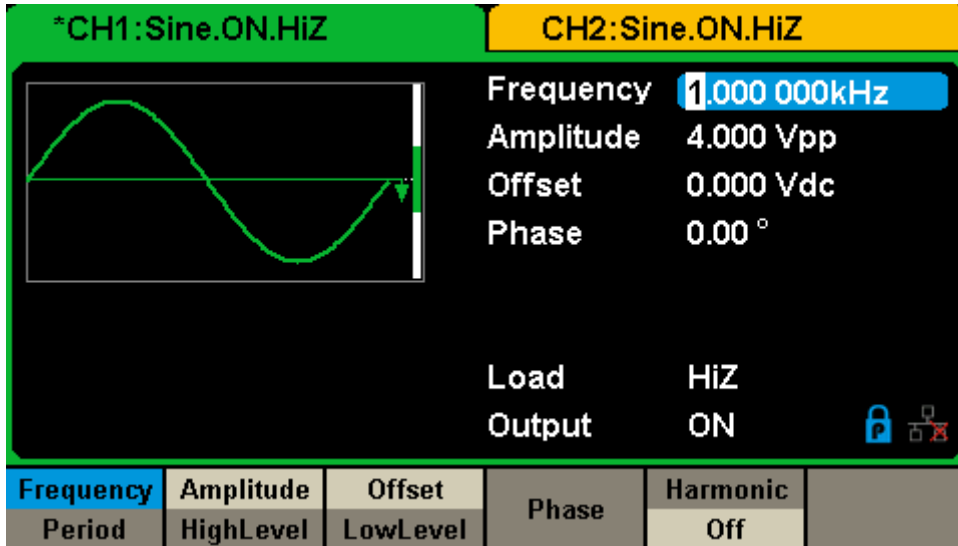 *CH1:Sine.ON.HiZ CH2:Sine.ON.HiZ
Frequency 1.000 000kHz
Amplitude 4.000 Vpp
Offset 0.000 Vdc
Phase 0.00 °
Load HiZ
Output ON P
Frequency Amplitude Offset Phase Harmonic
Period HighLevel LowLevel Off